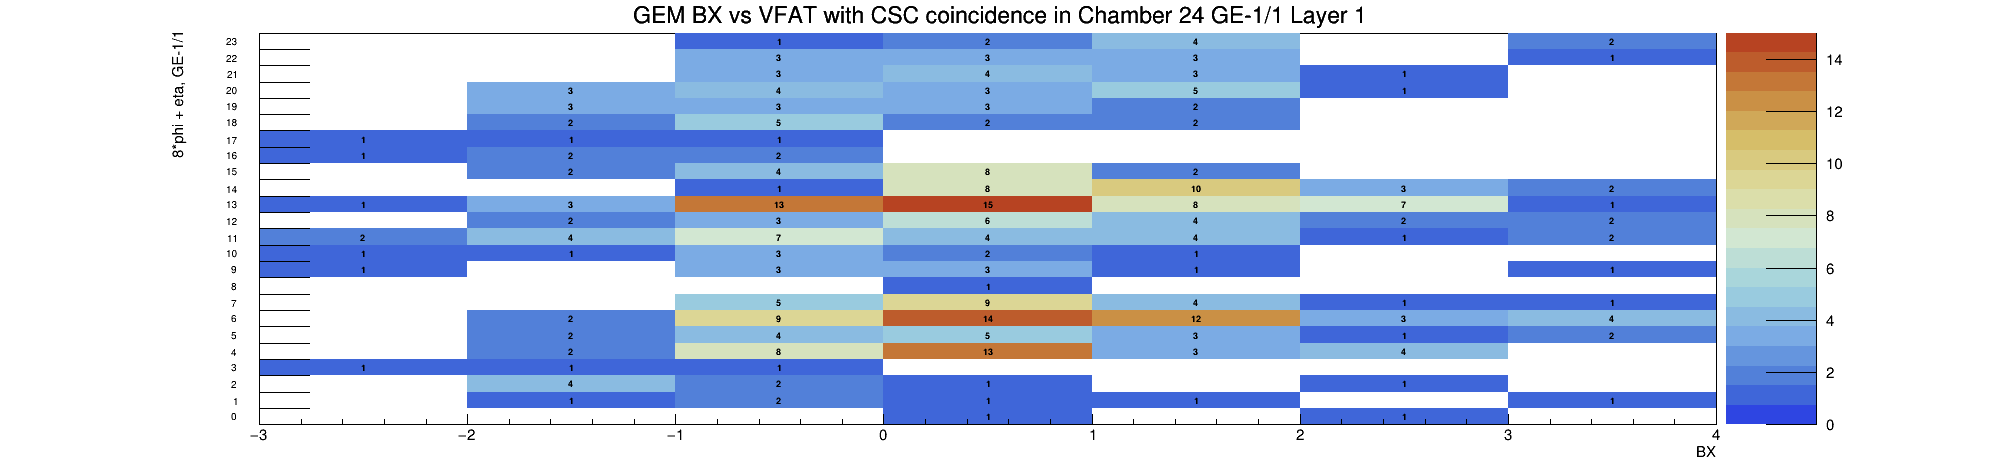 GEM BX vs VFAT with CSC coincidence in Chamber 24 GE-1/1 Layer 1
8*phi + eta, GE-1/1
23 1 2 4 2
22 3 3 3 1
21 3 4 3 1
20 3 4 3 5 1
19 3 3 3 2
18 2 5 2 2
17 1 1 1
16 1 2 2
15 2 4 8 2
14 1 8 10 3 2
13 1 3 13 15 8 7 1
12 2 3 6 4 2 2
11 2 4 7 4 4 1 2
10 1 1 3 2 1
9 1 3 3 1 1
8 1
7 5 9 4 1 1
6 2 9 14 12 3 4
5 2 4 5 3 1 2
4 2 8 13 3 4
3 1 1 1
2 4 2 1 1
1 1 2 1 1 1
0 1 1
−3 −2 −1 0 1 2 3 4
BX
14
12
10
8
6
4
2
0